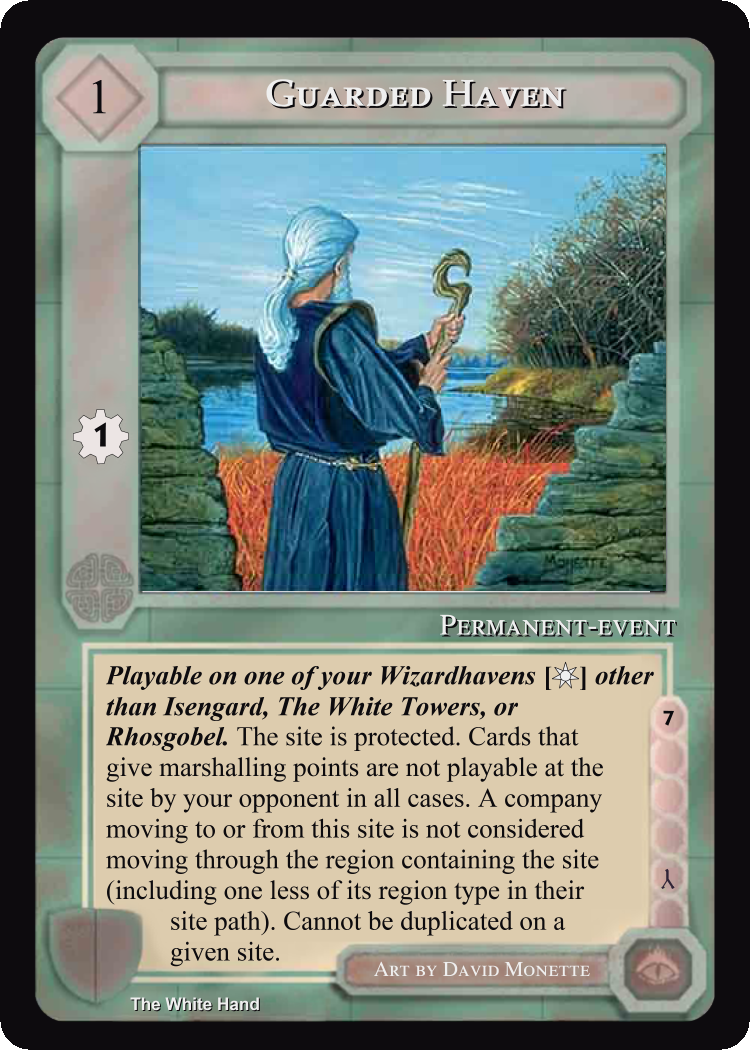 1
GUARDED HAVEN
1
MONETTE
PERMANENT-EVENT
Playable on one of your Wizardhavens [] other
than Isengard, The White Towers, or
Rhosgobel. The site is protected. Cards that
give marshalling points are not playable at the
site by your opponent in all cases. A company
moving to or from this site is not considered
moving through the region containing the site
(including one less of its region type in their
site path). Cannot be duplicated on a
given site.
7
ART BY DAVID MONETTE
The White Hand